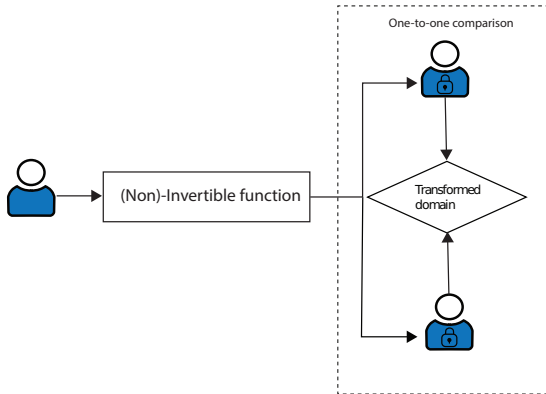 One-to-one comparison
(Non)-Invertible function
Transformed
domain